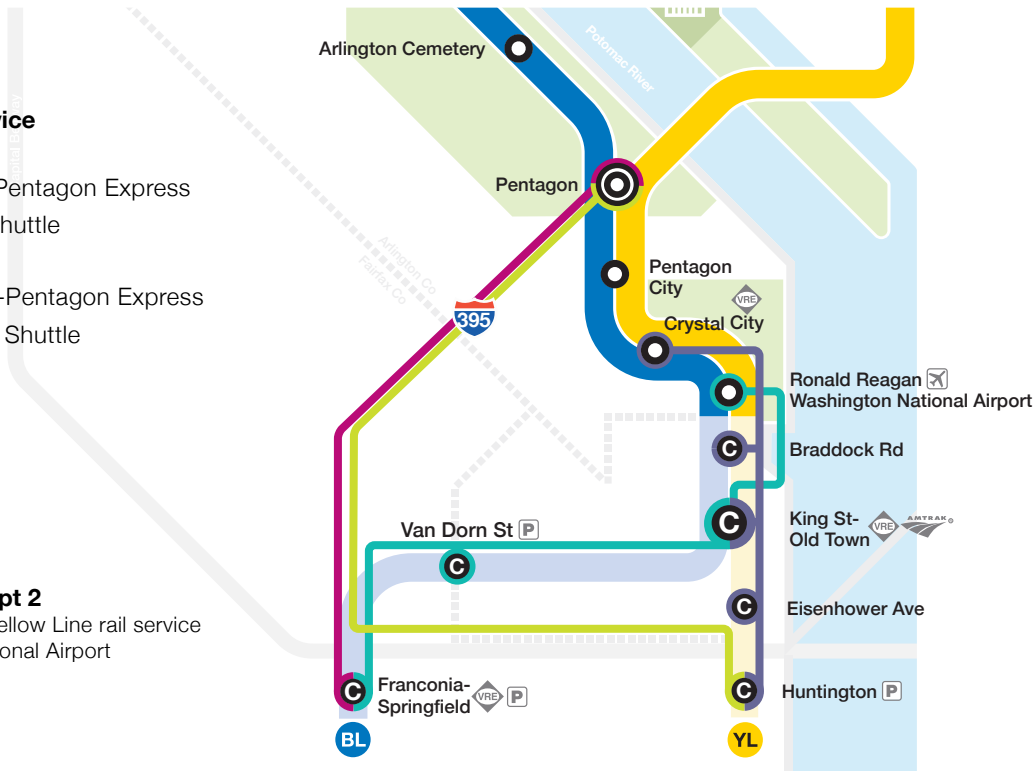 Arlington Cemetery
Potomac River
vice
Pentagon
Pentagon Express
huttle
Arlington Co
Fairfax Co
Pentagon
City
VRE
-Pentagon Express
Shuttle
395
Crystal City
Ronald Reagan
Washington National Airport
C
Braddock Rd
C
King St-
Old Town
VRE
AMTRAK
Van Dorn St P
C
pt 2
C
Eisenhower Ave
ellow Line rail service
onal Airport
C
Franconia-
Springfield
VRE
P
C
Huntington P
BL
YL